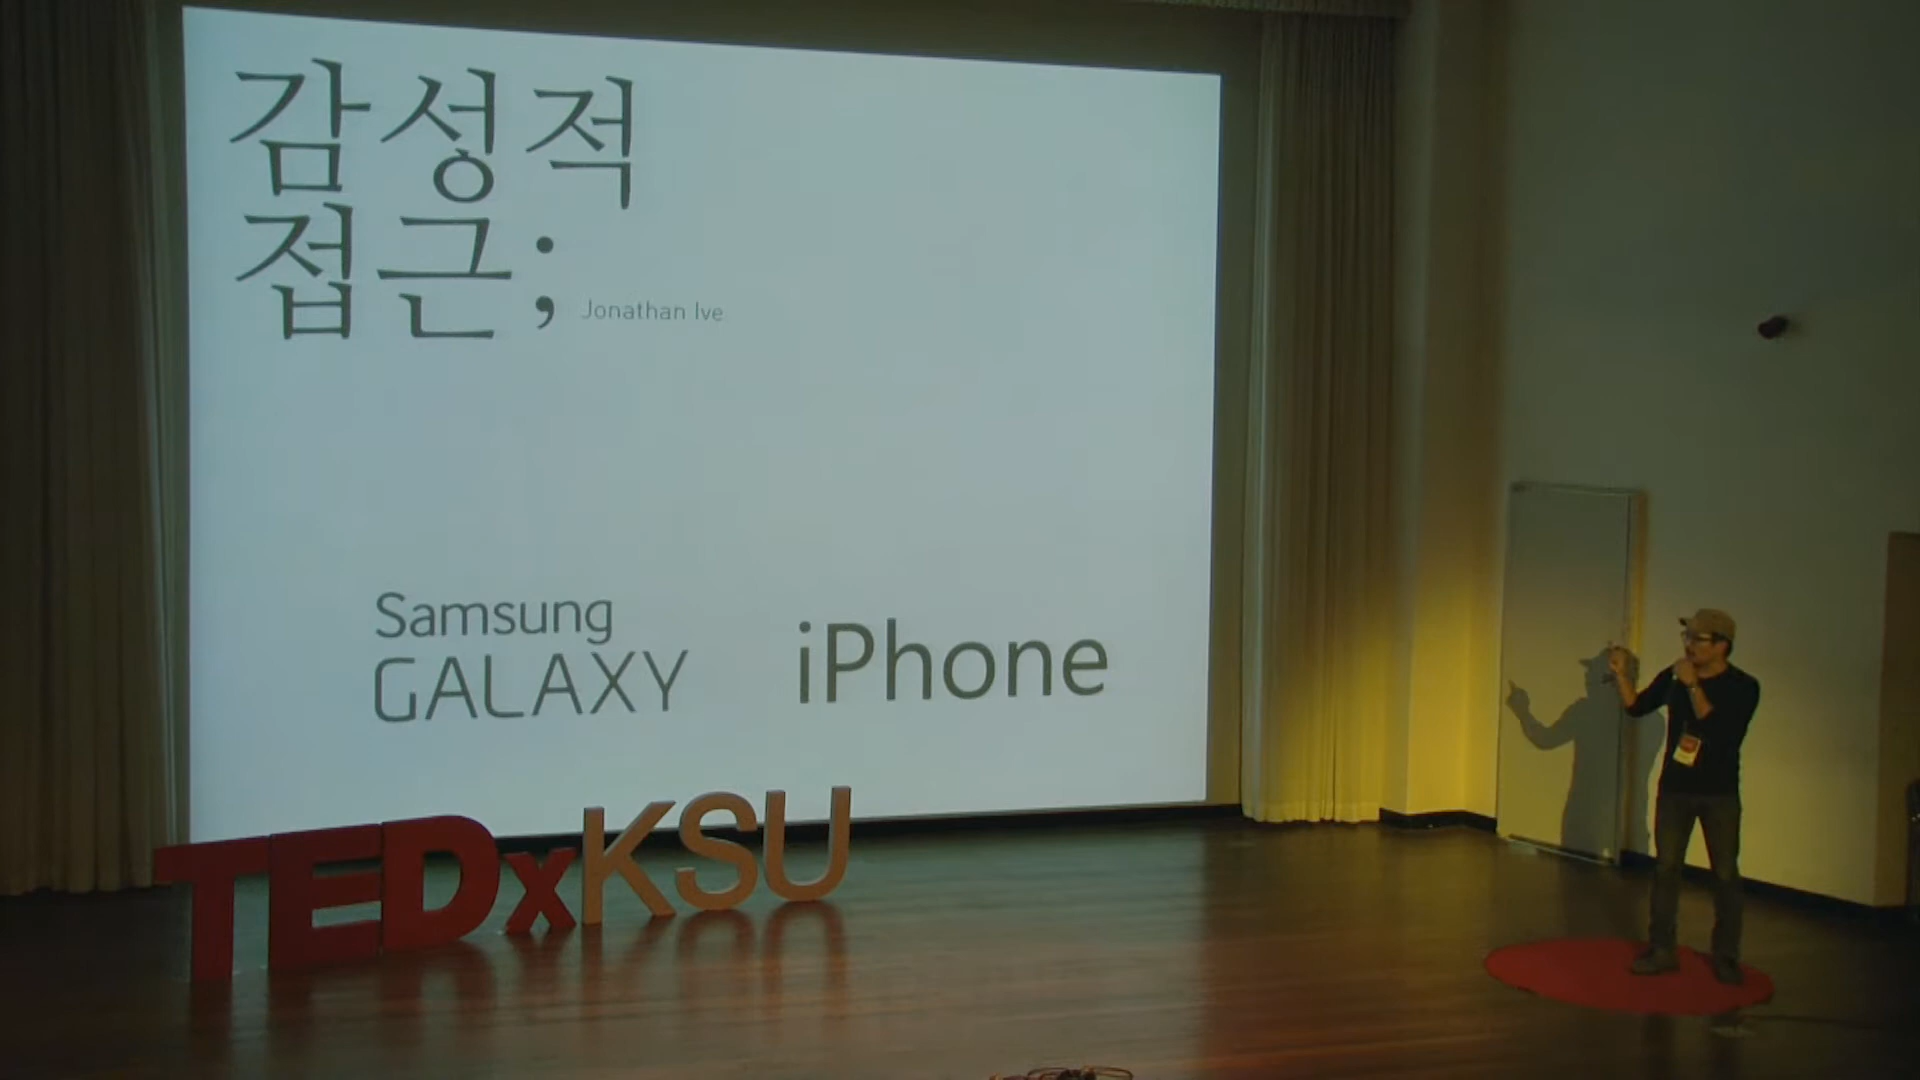 감성적
접근; Jonathan Ive
Samsung
GALAXY
iPhone
TEDxKSU